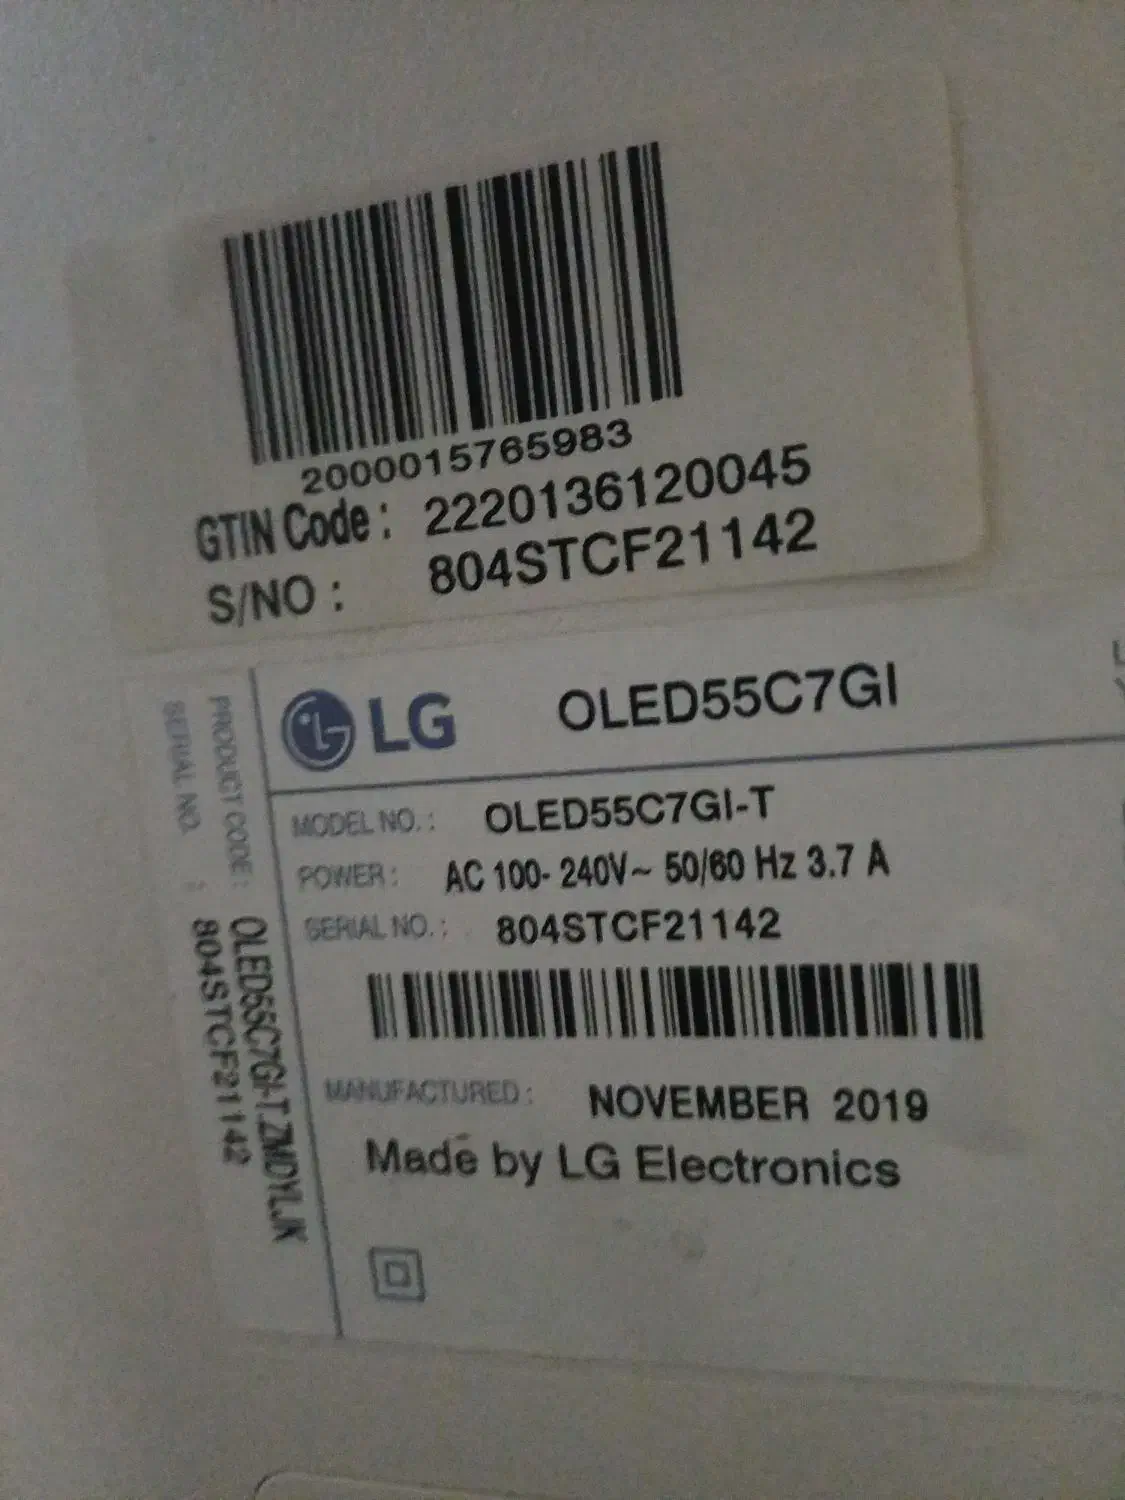 2000015765983
GTIN Code : 2220136120045
S/NO : 804STCF21142
LG OLED55C7GI
MODEL NO. : OLED55C7GI-T
POWER : AC 100- 240V~ 50/60 Hz 3.7 A
SERIAL NO. : 804STCF21142
MANUFACTURED : NOVEMBER 2019
Made by LG Electronics
PRODUCT CODE : OLED55C7GI-T.ZMDYLJK
SERIAL NO. : 804STCF21142